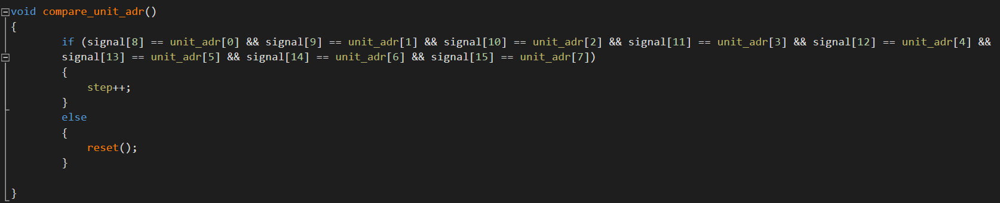 void compare_unit_adr()
{
if (signal[8] == unit_adr[0] && signal[9] == unit_adr[1] && signal[10] == unit_adr[2] && signal[11] == unit_adr[3] && signal[12] == unit_adr[4] &&
signal[13] == unit_adr[5] && signal[14] == unit_adr[6] && signal[15] == unit_adr[7])
{
step++;
}
else
{
reset();
}
}